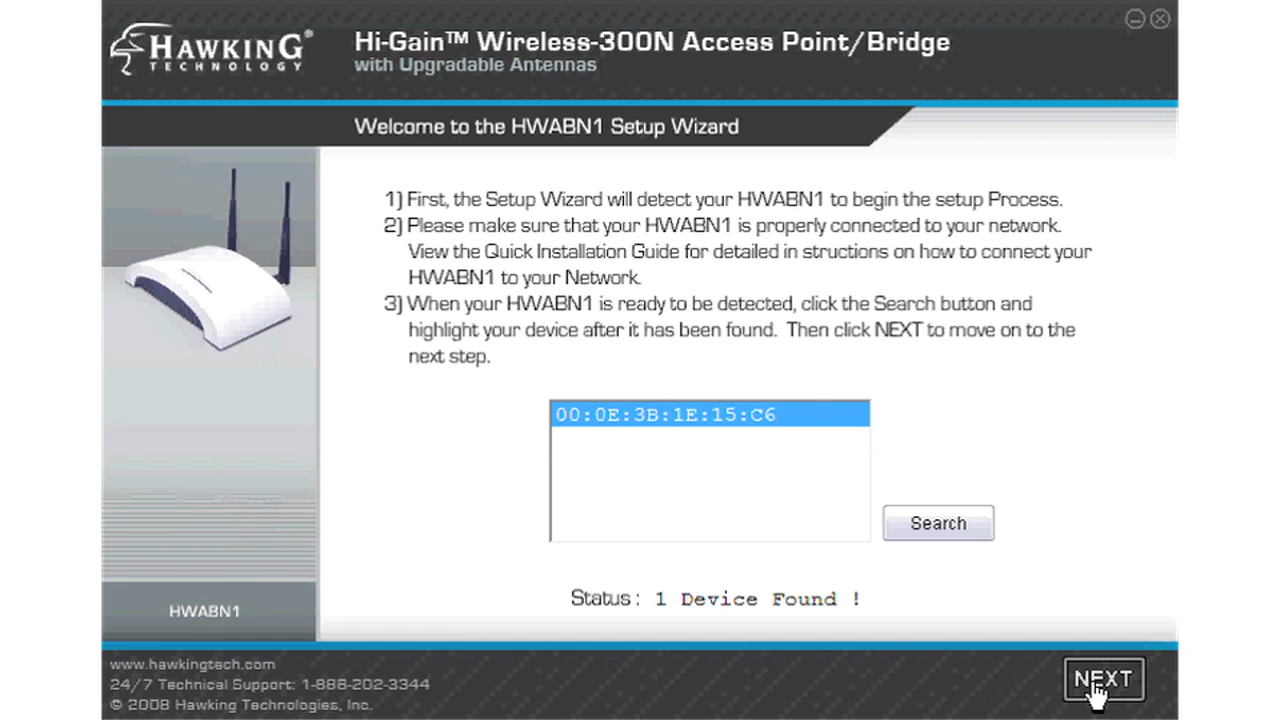 HAWKING®
TECHNOLOGY
Hi-Gain™ Wireless-300N Access Point/Bridge
with Upgradable Antennas
Welcome to the HWABN1 Setup Wizard
1) First, the Setup Wizard will detect your HWABN1 to begin the setup Process.
2) Please make sure that your HWABN1 is properly connected to your network.
View the Quick Installation Guide for detailed in structions on how to connect your
HWABN1 to your Network.
3) When your HWABN1 is ready to be detected, click the Search button and
highlight your device after it has been found. Then click NEXT to move on to the
next step.
00:0E:3B:1E:15:C6
Search
Status : 1 Device Found !
HWABN1
www.hawkingtech.com
24/7 Technical Support: 1-888-202-3344
© 2008 Hawking Technologies, Inc.
NEXT